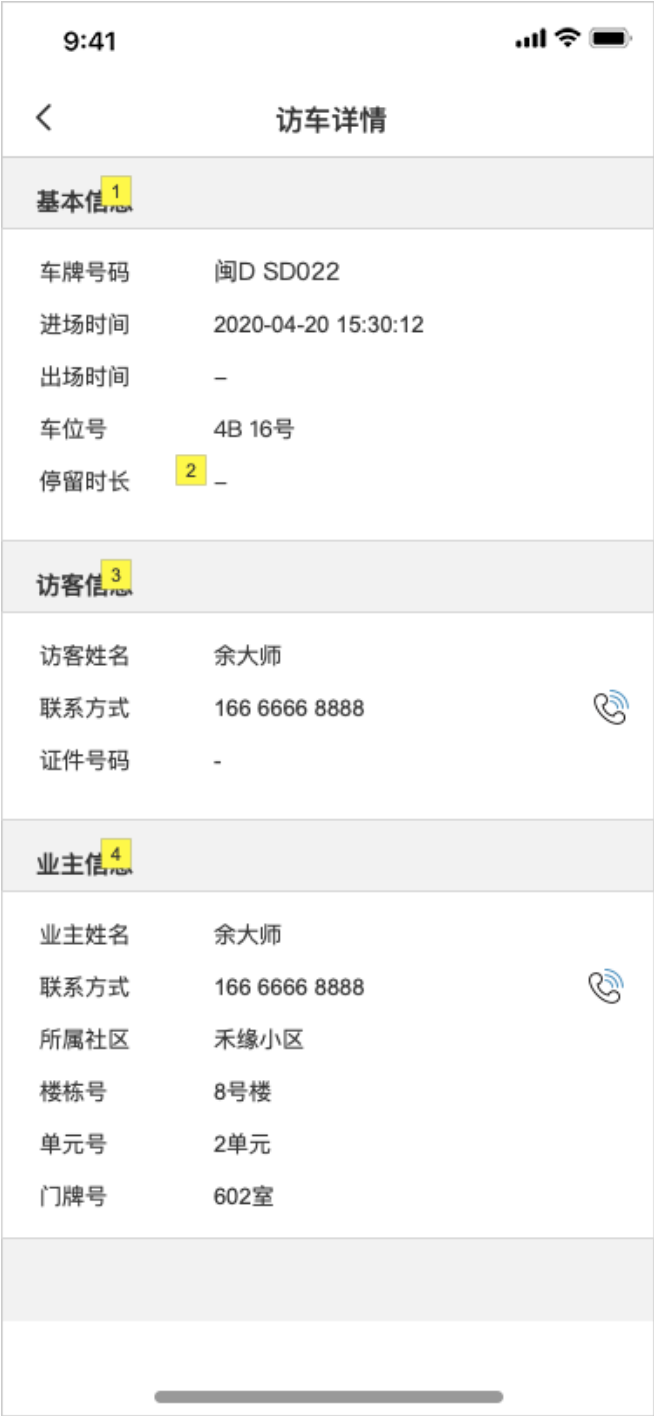 9:41
访车详情
基本信息 1
车牌号码 闽D SD022
进场时间 2020-04-20 15:30:12
出场时间 –
车位号 4B 16号
停留时长 2 –
访客信息 3
访客姓名 余大师
联系方式 166 6666 8888
证件号码 -
业主信息 4
业主姓名 余大师
联系方式 166 6666 8888
所属社区 禾缘小区
楼栋号 8号楼
单元号 2单元
门牌号 602室